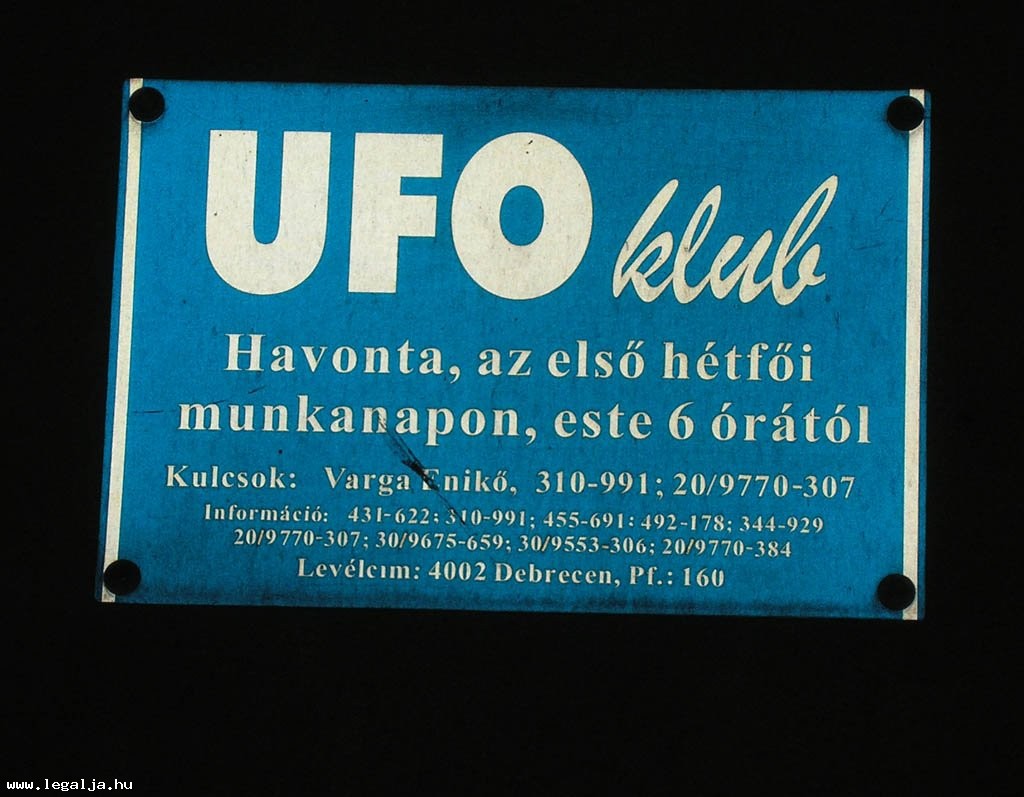 UFO klub
Havonta, az első hétfői
munkanapon, este 6 órától
Kulcsok: Varga Enikő, 310-991; 20/9770-307
Információ: 431-622; 310-991; 455-691: 492-178; 344-929
20/9770-307; 30/9675-659; 30/9553-306; 20/9770-384
Levélcím: 4002 Debrecen, Pf.: 160
www.legalja.hu